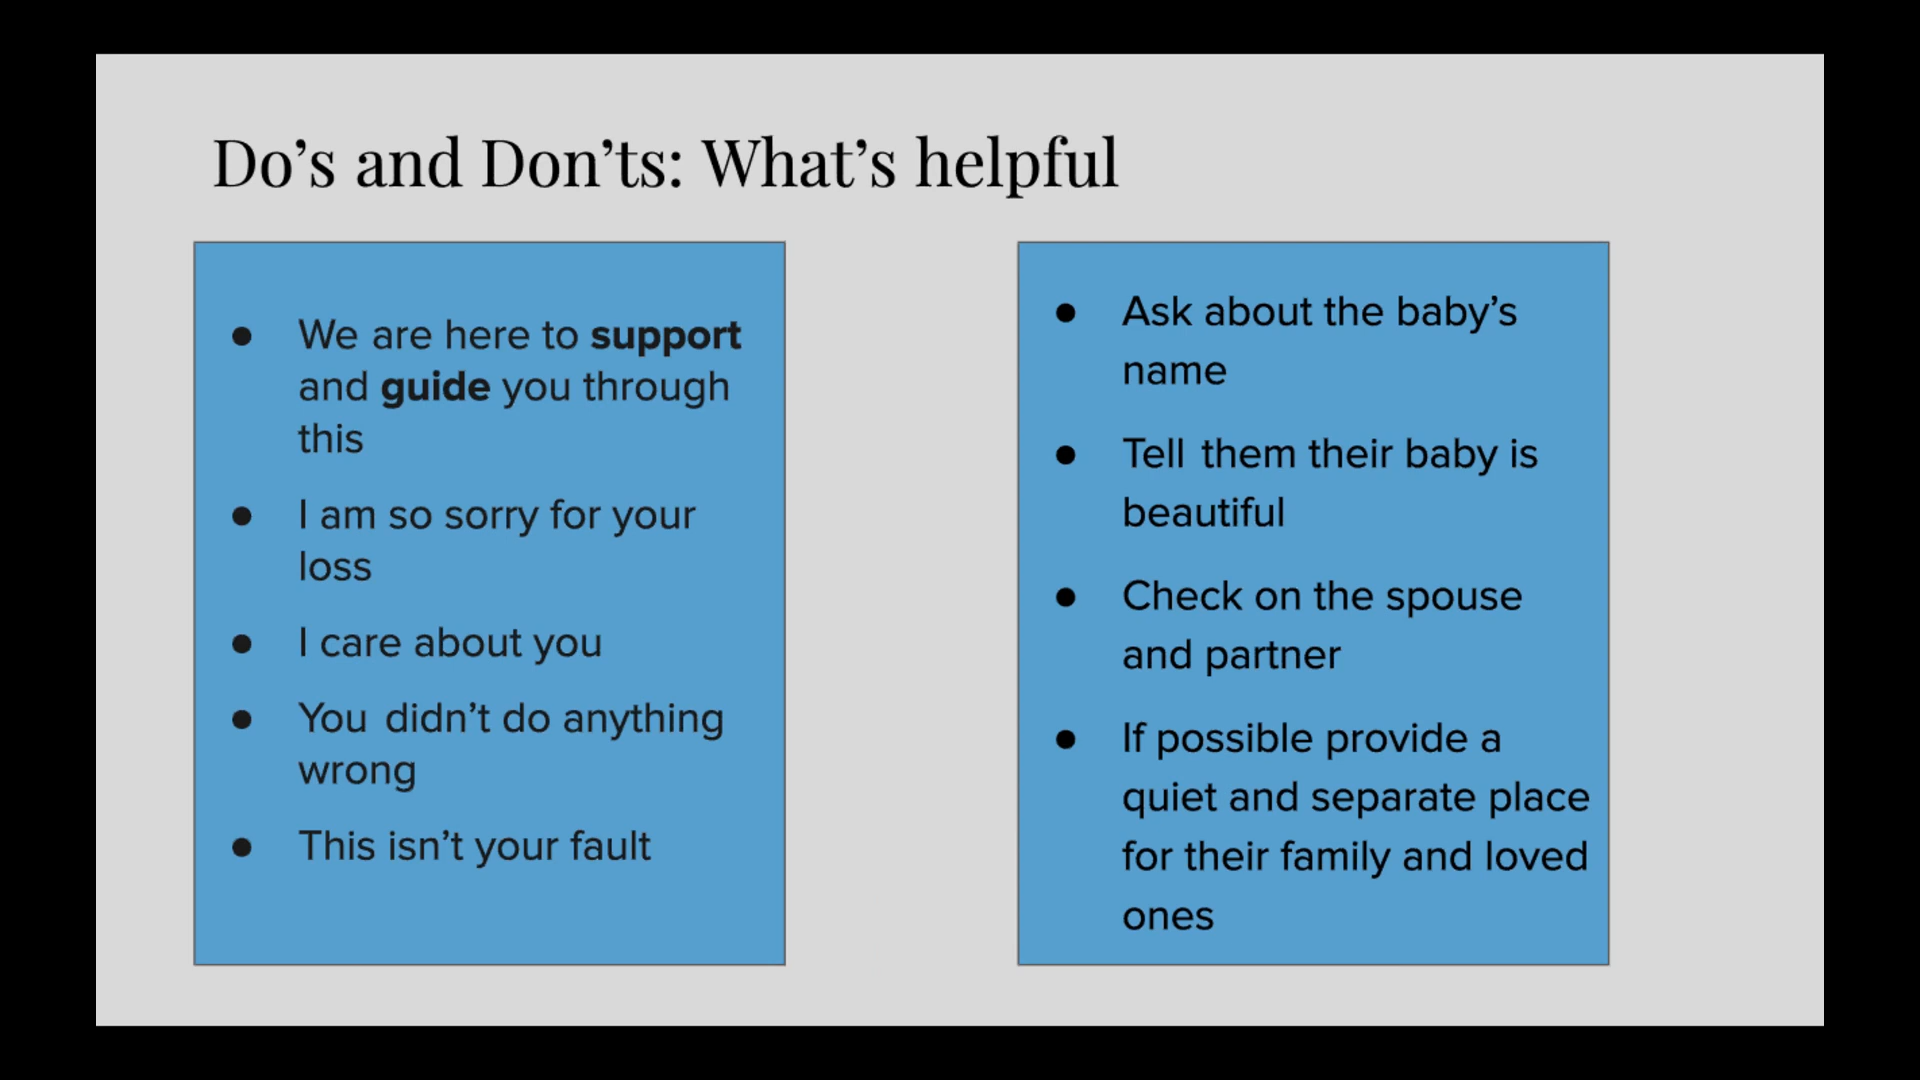 Do’s and Don’ts: What’s helpful
● We are here to support
and guide you through
this
● I am so sorry for your
loss
● I care about you
● You didn’t do anything
wrong
● This isn’t your fault
● Ask about the baby’s
name
● Tell them their baby is
beautiful
● Check on the spouse
and partner
● If possible provide a
quiet and separate place
for their family and loved
ones